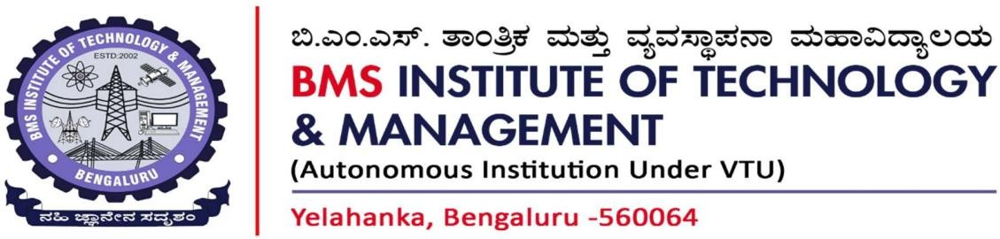 BMS INSTITUTE OF TECHNOLOGY & MANAGEMENT
ESTD:2002
BENGALURU
ನಹಿ ಜ್ಞಾನೇನ ಸದೃಶಂ
ಬಿ.ಎಂ.ಎಸ್. ತಾಂತ್ರಿಕ ಮತ್ತು ವ್ಯವಸ್ಥಾಪನಾ ಮಹಾವಿದ್ಯಾಲಯ
BMS INSTITUTE OF TECHNOLOGY
& MANAGEMENT
(Autonomous Institution Under VTU)
Yelahanka, Bengaluru -560064